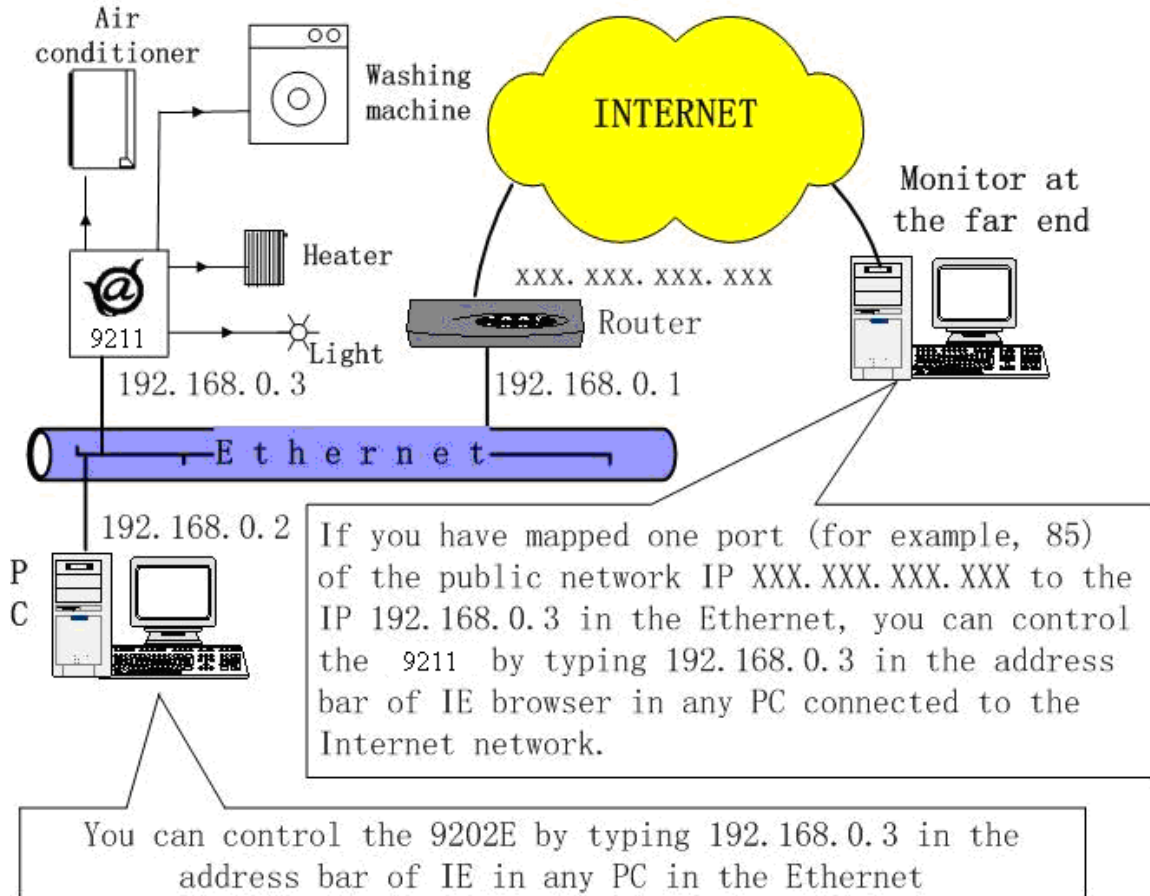 Air
conditioner
Washing
machine
INTERNET
Monitor at
the far end
Heater
XXX.XXX.XXX.XXX
Router
@
9211
Light
192.168.0.3
192.168.0.1
Ethernet
192.168.0.2
P
C
If you have mapped one port (for example, 85)
of the public network IP XXX.XXX.XXX.XXX to the
IP 192.168.0.3 in the Ethernet, you can control
the 9211 by typing 192.168.0.3 in the address
bar of IE browser in any PC connected to the
Internet network.
You can control the 9202E by typing 192.168.0.3 in the
address bar of IE in any PC in the Ethernet